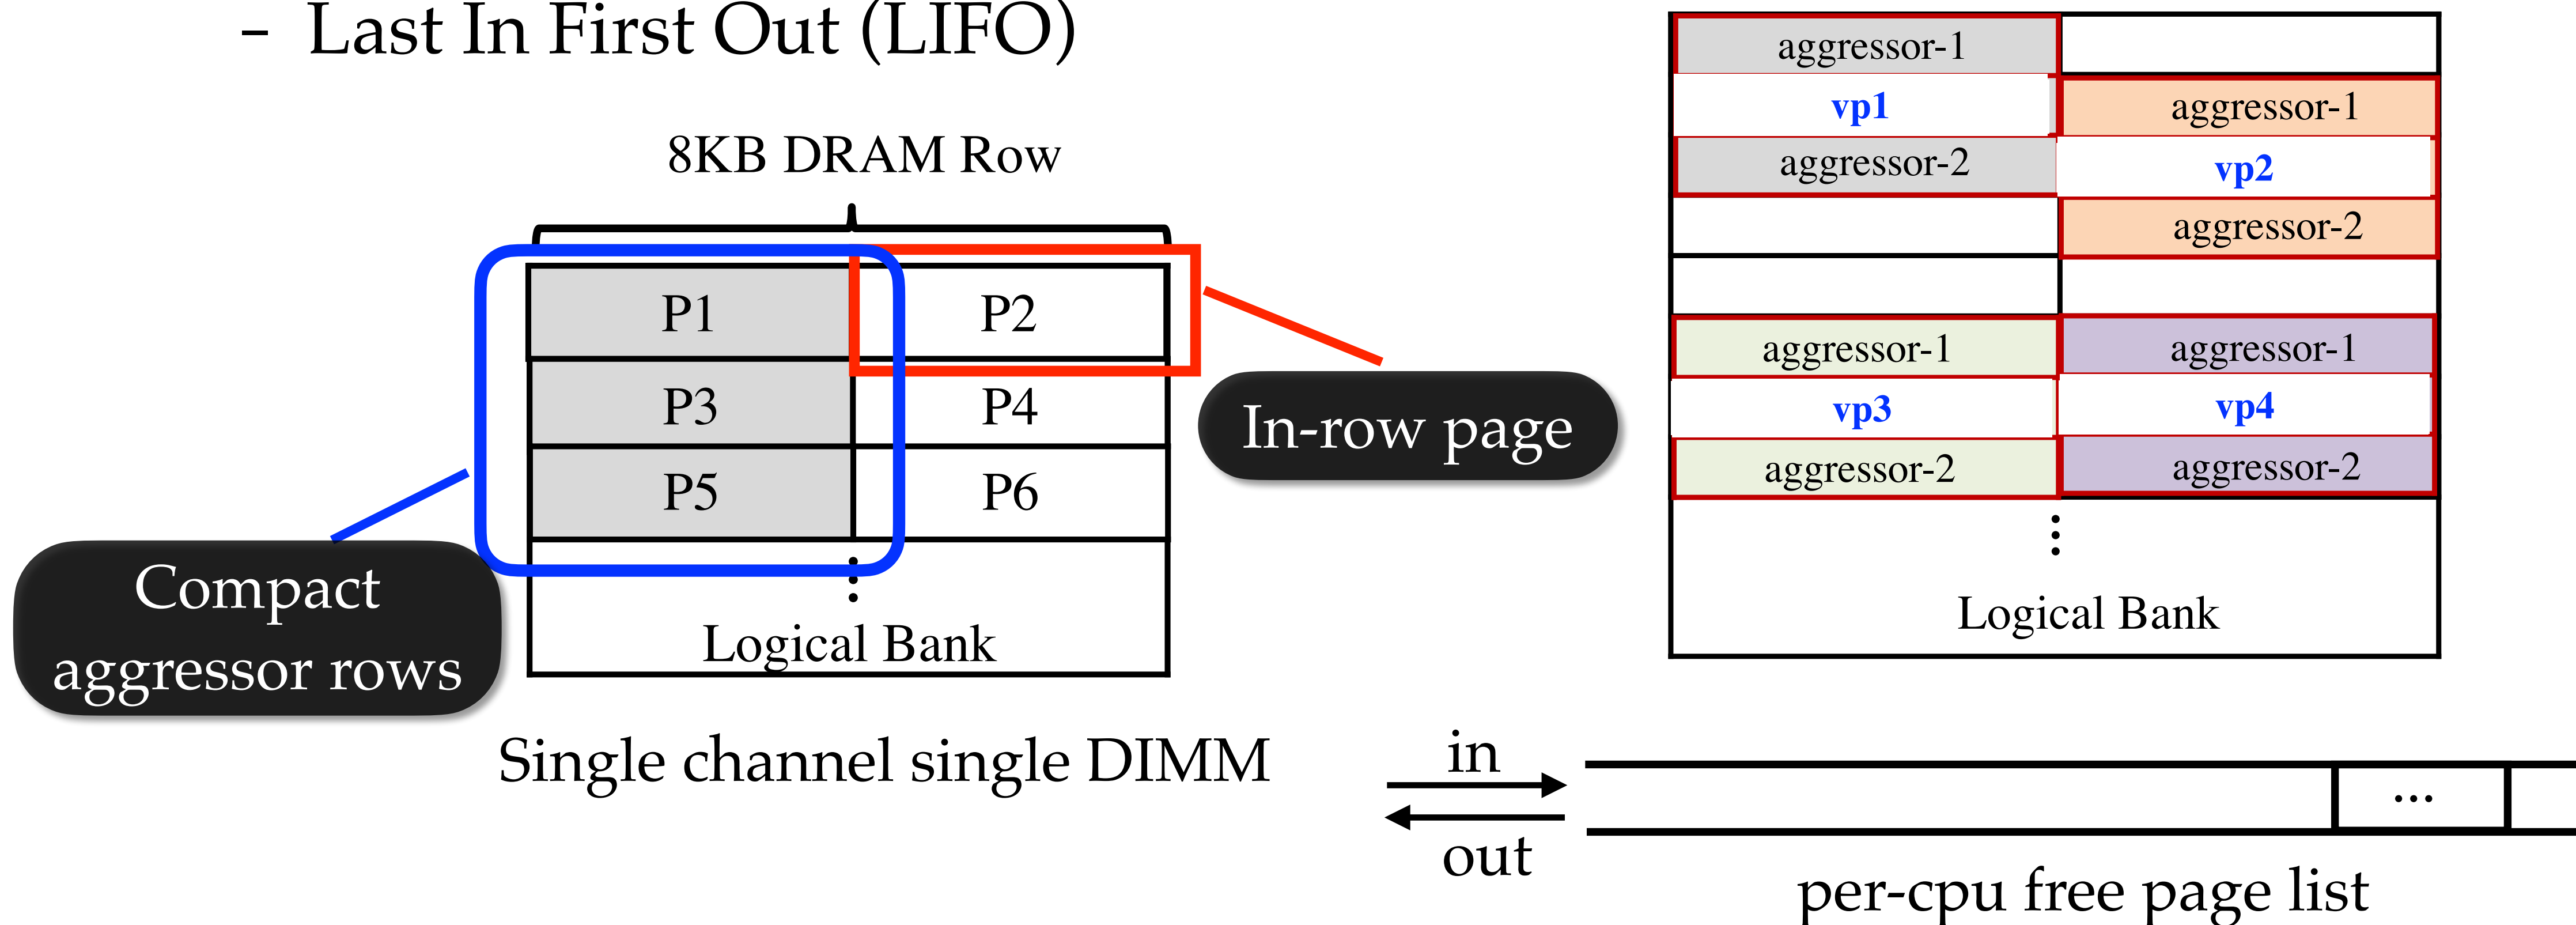 - Last In First Out (LIFO)
8KB DRAM Row
P1 P2
P3 P4
P5 P6
⋮
Logical Bank
In-row page
Compact
aggressor rows
Single channel single DIMM
aggressor-1
vp1 aggressor-1
aggressor-2 vp2
aggressor-2
aggressor-1 aggressor-1
vp3 vp4
aggressor-2 aggressor-2
⋮
Logical Bank
in
out
...
per-cpu free page list